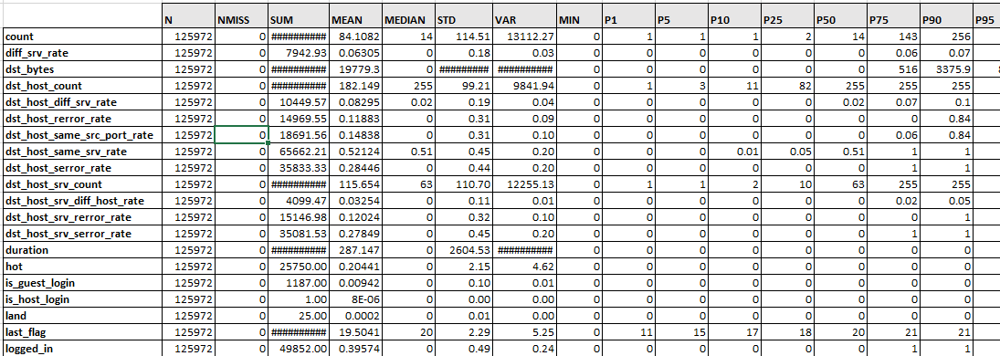 N NMISS SUM MEAN MEDIAN STD VAR MIN P1 P5 P10 P25 P50 P75 P90 P95
count 125972 0 ########## 84.1082 14 114.51 13112.27 0 1 1 1 2 14 143 256
diff_srv_rate 125972 0 7942.93 0.06305 0 0.18 0.03 0 0 0 0 0 0 0.06 0.07
dst_bytes 125972 0 ########## 19779.3 0 ######### ########## 0 0 0 0 0 0 516 3375.9
dst_host_count 125972 0 ########## 182.149 255 99.21 9841.94 0 1 3 11 82 255 255 255
dst_host_diff_srv_rate 125972 0 10449.57 0.08295 0.02 0.19 0.04 0 0 0 0 0 0.02 0.07 0.1
dst_host_rerror_rate 125972 0 14969.55 0.11883 0 0.31 0.09 0 0 0 0 0 0 0 0.84
dst_host_same_src_port_rate 125972 0 18691.56 0.14838 0 0.31 0.10 0 0 0 0 0 0 0.06 0.84
dst_host_same_srv_rate 125972 0 65662.21 0.52124 0.51 0.45 0.20 0 0 0 0.01 0.05 0.51 1 1
dst_host_serror_rate 125972 0 35833.33 0.28446 0 0.44 0.20 0 0 0 0 0 0 1 1
dst_host_srv_count 125972 0 ########## 115.654 63 110.70 12255.13 0 1 1 2 10 63 255 255
dst_host_srv_diff_host_rate 125972 0 4099.47 0.03254 0 0.11 0.01 0 0 0 0 0 0 0.02 0.05
dst_host_srv_rerror_rate 125972 0 15146.98 0.12024 0 0.32 0.10 0 0 0 0 0 0 0 1
dst_host_srv_serror_rate 125972 0 35081.53 0.27849 0 0.45 0.20 0 0 0 0 0 0 1 1
duration 125972 0 ########## 287.147 0 2604.53 ########## 0 0 0 0 0 0 0 0
hot 125972 0 25750.00 0.20441 0 2.15 4.62 0 0 0 0 0 0 0 0
is_guest_login 125972 0 1187.00 0.00942 0 0.10 0.01 0 0 0 0 0 0 0 0
is_host_login 125972 0 1.00 8E-06 0 0.00 0.00 0 0 0 0 0 0 0 0
land 125972 0 25.00 0.0002 0 0.01 0.00 0 0 0 0 0 0 0 0
last_flag 125972 0 ########## 19.5041 20 2.29 5.25 0 11 15 17 18 20 21 21
logged_in 125972 0 49852.00 0.39574 0 0.49 0.24 0 0 0 0 0 0 1 1